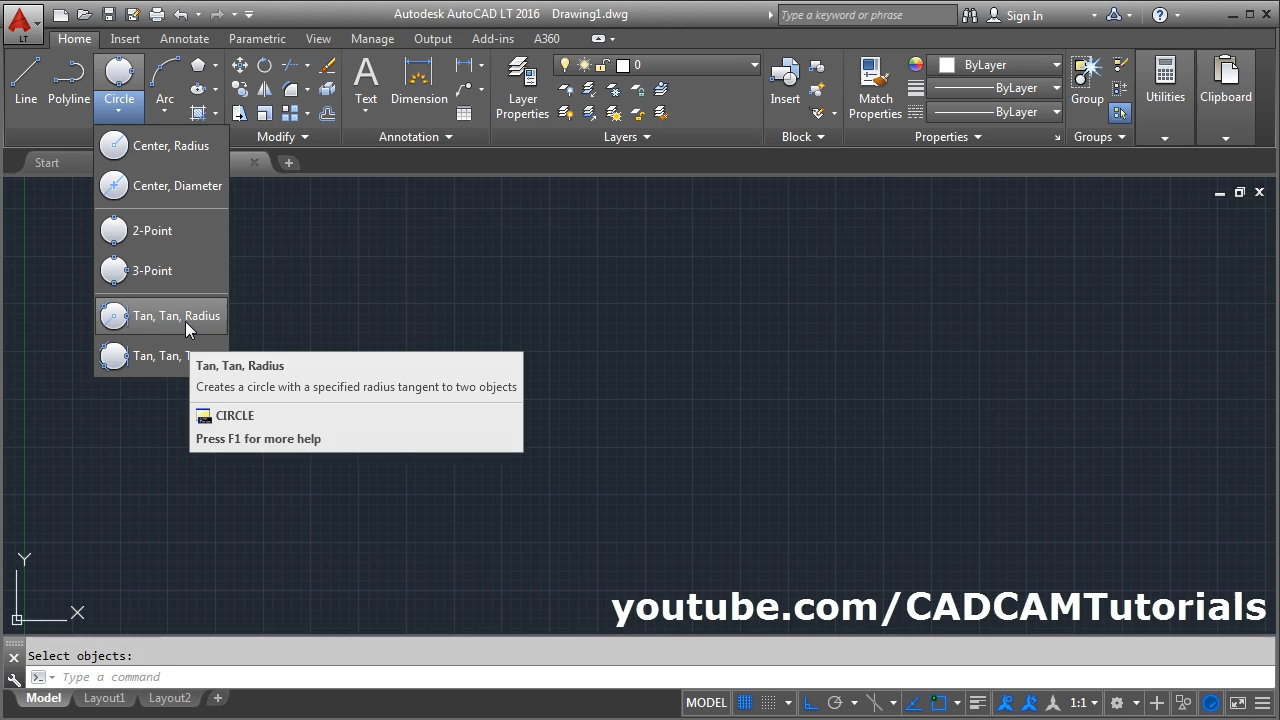 Autodesk AutoCAD LT 2016 Drawing1.dwg
Type a keyword or phrase
Sign In
LT
Home Insert Annotate Parametric View Manage Output Add-ins A360
Line Polyline Circle Arc
Text Dimension
Layer Properties
0
Insert
Match Properties
ByLayer
ByLayer
ByLayer
Group
Utilities
Clipboard
Modify Annotation Layers Block Properties Groups
Start
Center, Radius
Center, Diameter
2-Point
3-Point
Tan, Tan, Radius
Tan, Tan,
Tan, Tan, Radius
Creates a circle with a specified radius tangent to two objects
CIRCLE
Press F1 for more help
Y
X
youtube.com/CADCAMTutorials
Select objects:
Type a command
Model Layout1 Layout2
MODEL
1:1